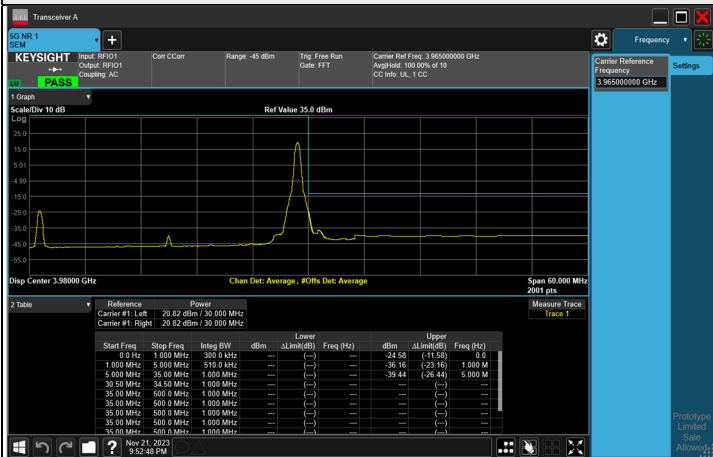 Transceiver A
5G NR 1
SEM
Frequency
KEYSIGHT
PASS
Input: RFIO1
Output: RFIO1
Coupling: AC
Corr CCorr
Range: -45 dBm
Trig: Free Run
Gate: FFT
Carrier Ref Freq: 3.965000000 GHz
Avg|Hold: 100.00% of 10
CC Info: UL, 1 CC
Carrier Reference
Frequency
3.965000000 GHz
Settings
1 Graph
Scale/Div 10 dB
Ref Value 35.0 dBm
Log
25.0
15.0
5.01
-4.99
-15.0
-25.0
-35.0
-45.0
-55.0
Disp Center 3.98000 GHz
Chan Det: Average, #Offs Det: Average
Span 60.000 MHz
2001 pts
2 Table
Reference Power
Carrier #1: Left 20.82 dBm / 30.000 MHz
Carrier #1: Right 20.82 dBm / 30.000 MHz
Measure Trace
Trace 1
Lower Upper
Start Freq Stop Freq Integ BW dBm ΔLimit(dB) Freq (Hz) dBm ΔLimit(dB) Freq (Hz)
0.0 Hz 1.000 MHz 300.0 kHz --- (---) --- -24.58 (-11.58) 0.0
1.000 MHz 5.000 MHz 510.0 kHz --- (---) --- -36.16 (-23.16) 1.000 M
5.000 MHz 35.00 MHz 1.000 MHz --- (---) --- -39.44 (-26.44) 5.000 M
30.50 MHz 34.50 MHz 1.000 MHz --- (---) --- --- (---) ---
35.00 MHz 500.0 MHz 1.000 MHz --- (---) --- --- (---) ---
35.00 MHz 500.0 MHz 1.000 MHz --- (---) --- --- (---) ---
35.00 MHz 500.0 MHz 1.000 MHz --- (---) --- --- (---) ---
35.00 MHz 500.0 MHz 1.000 MHz --- (---) --- --- (---) ---
35.00 MHz 500.0 MHz 1.000 MHz --- (---) --- --- (---) ---
Nov 21, 2023
9:52:48 PM
Prototype
Limited
Sale
Allowed